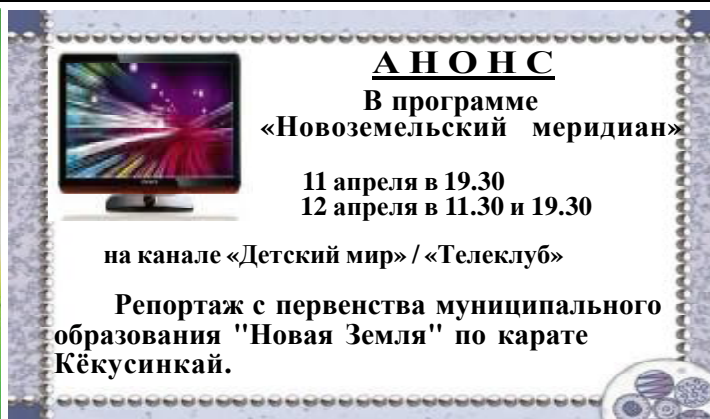 А Н О Н С
В программе
«Новоземельский меридиан»
11 апреля в 19.30
12 апреля в 11.30 и 19.30
на канале «Детский мир» / «Телеклуб»
Репортаж с первенства муниципального
образования "Новая Земля" по карате
Кёкусинкай.